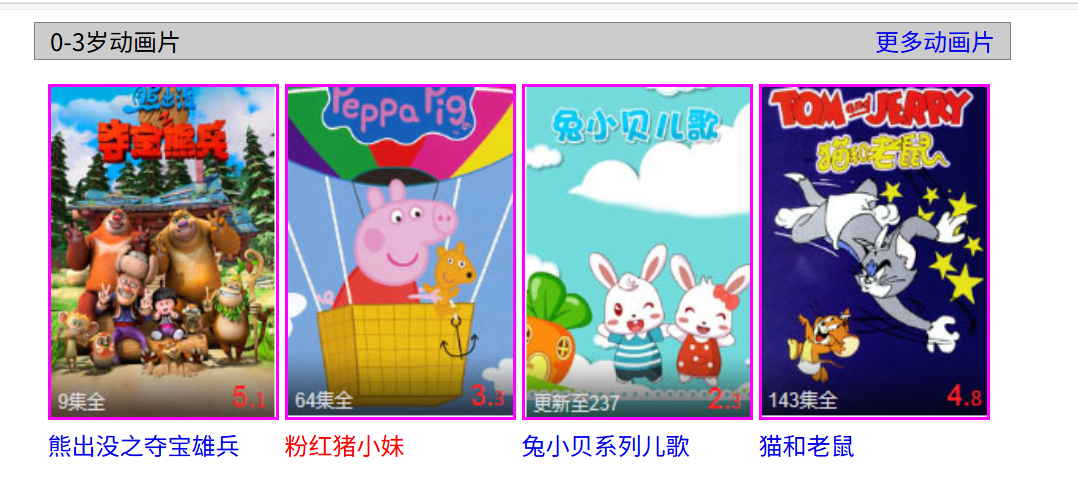 0-3岁动画片
更多动画片
夺宝熊兵
Peppa Pig
兔小贝儿歌
TOM AND JERRY
猫和老鼠
9集全
5.1
64集全
3.3
更新至237
2.3
143集全
4.8
熊出没之夺宝雄兵
粉红猪小妹
兔小贝系列儿歌
猫和老鼠